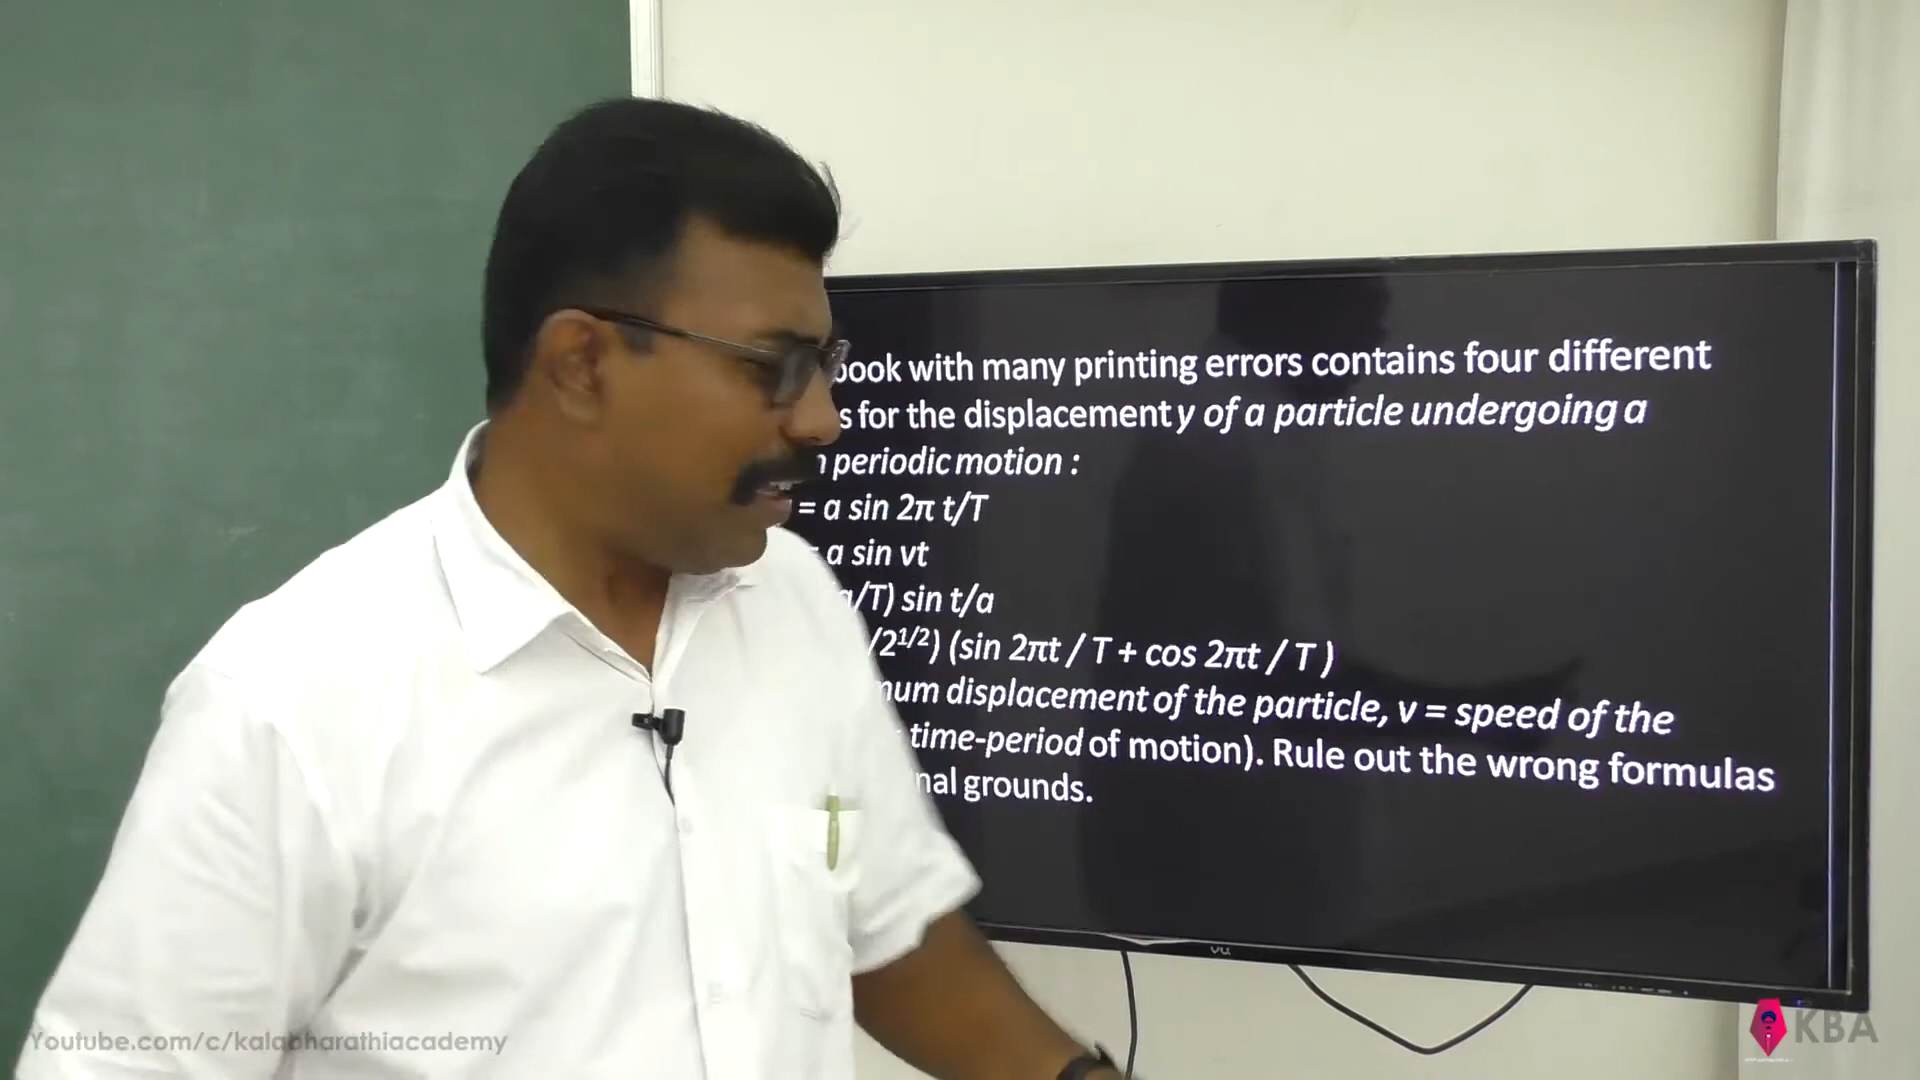 book with many printing errors contains four different
s for the displacement y of a particle undergoing a
periodic motion :
= a sin 2π t/T
= a sin vt
/T) sin t/a
/2^1/2) (sin 2πt / T + cos 2πt / T )
displacement of the particle, v = speed of the
time-period of motion). Rule out the wrong formulas
grounds.
vu
Youtube.com/c/kalabharathiacademy
KBA